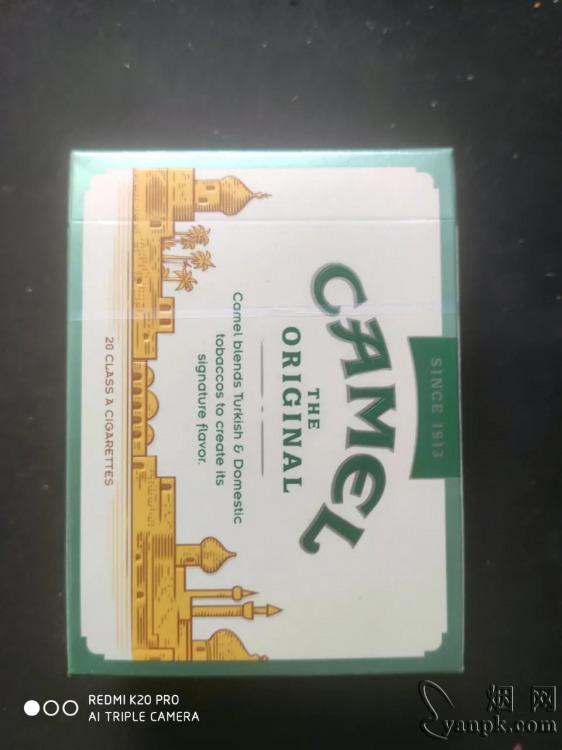 SINCE 1913
CAMEL
THE
ORIGINAL
Camel blends Turkish & Domestic
tobaccos to create its
signature flavor.
20 CLASS A CIGARETTES
REDMI K20 PRO
AI TRIPLE CAMERA
烟网
yanpk.com